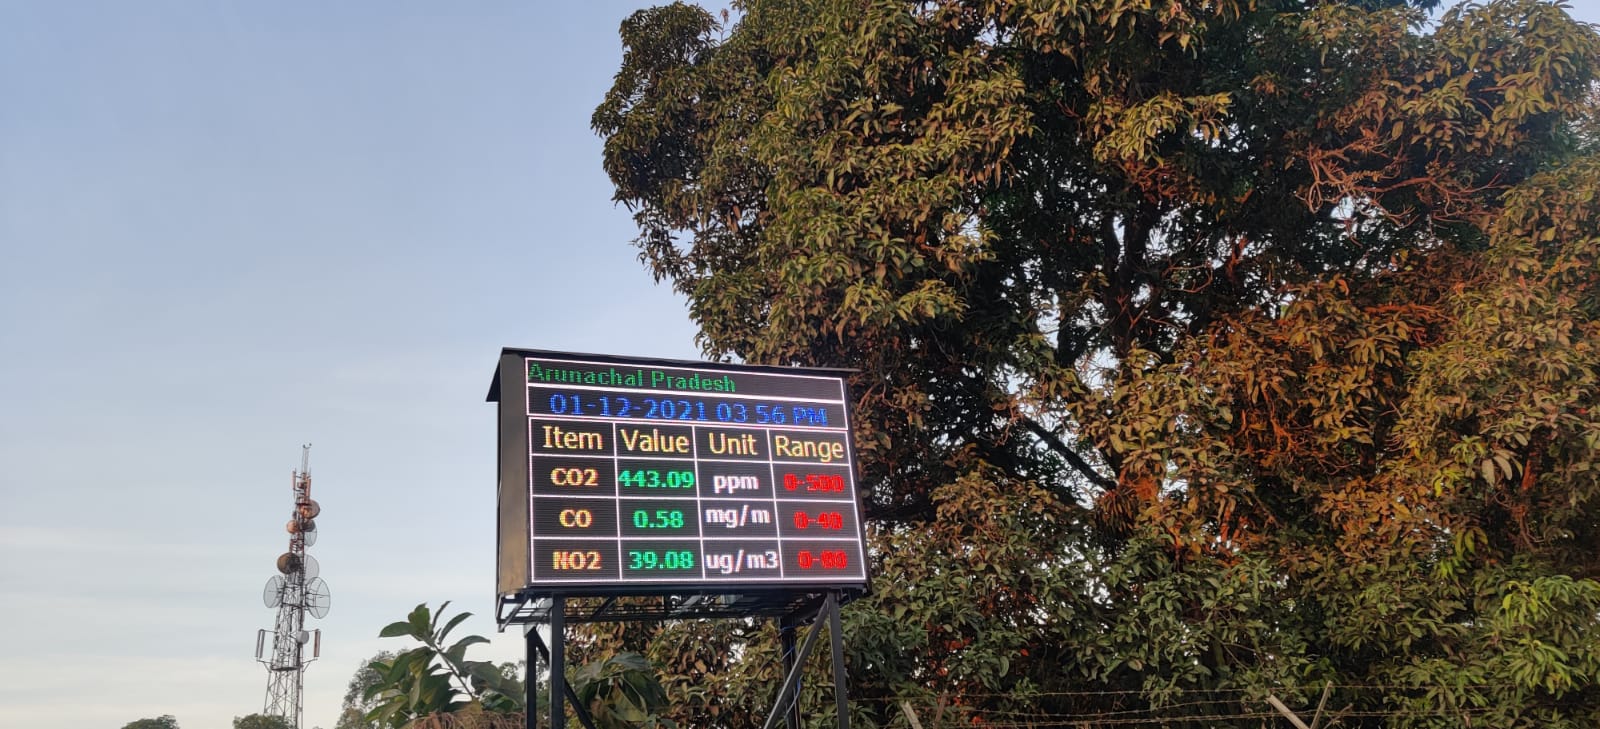 Arunachal Pradesh
01-12-2021 03 56 PM
Item Value Unit Range
CO2 443.09 ppm 0-500
CO 0.58 mg/m 0-40
NO2 39.08 ug/m3 0-80